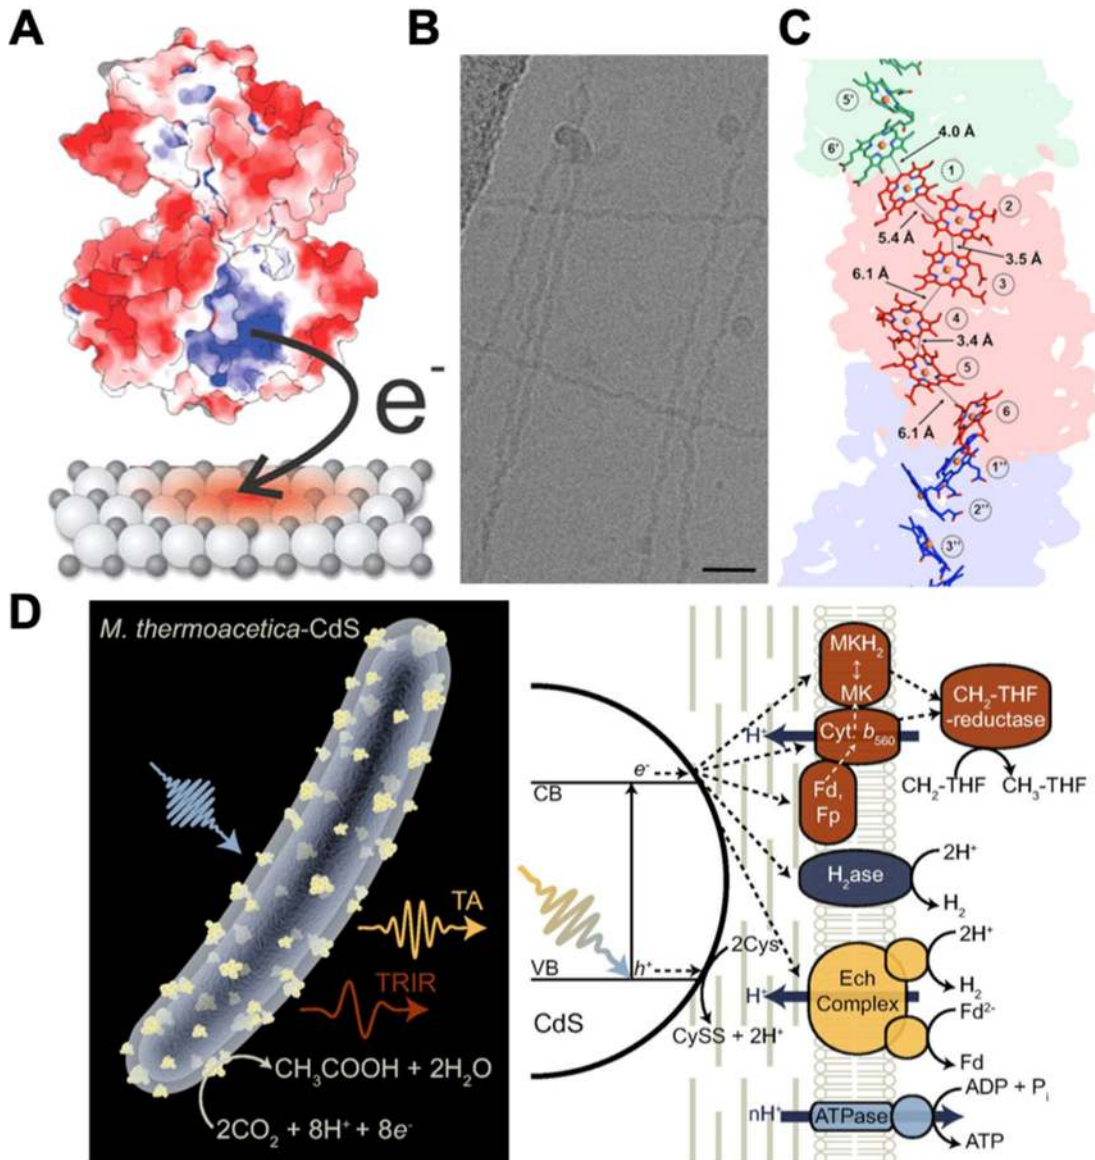 A
e-
B
C
5'
6'
4.0 Å
1
2
5.4 Å
3.5 Å
6.1 Å
3
4
3.4 Å
5
6
6.1 Å
1''
2''
3''
D
M. thermoacetica-CdS
TA
TRIR
CH3COOH + 2H2O
2CO2 + 8H+ + 8e-
e-
CB
VB
h+
CdS
2Cys
CySS + 2H+
MKH2
MK
H+
Cyt. b560
Fd,
Fp
CH2-THF
-reductase
CH2-THF
CH3-THF
H2ase
2H+
H2
Ech
Complex
H+
2H+
H2
Fd2-
Fd
nH+
ATPase
ADP + Pi
ATP